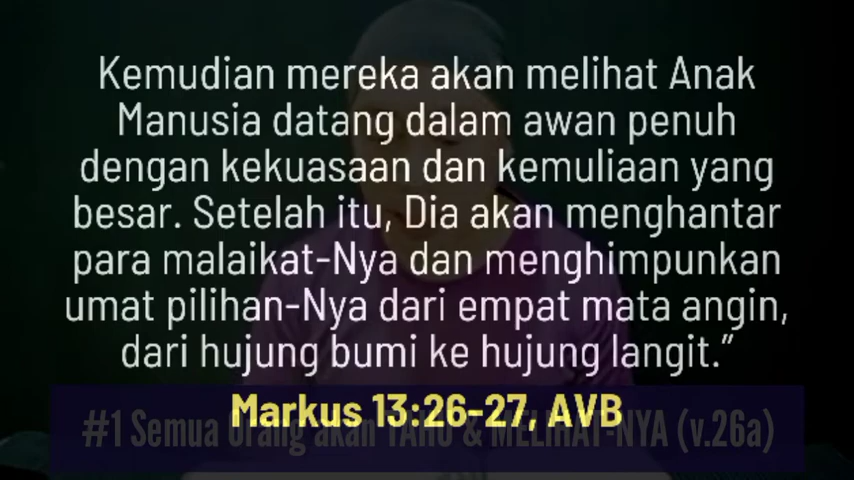 Kemudian mereka akan melihat Anak
Manusia datang dalam awan penuh
dengan kekuasaan dan kemuliaan yang
besar. Setelah itu, Dia akan menghantar
para malaikat-Nya dan menghimpunkan
umat pilihan-Nya dari empat mata angin,
dari hujung bumi ke hujung langit.”
Markus 13:26-27, AVB
#1 Semua Orang akan TAHU & MELIHAT-NYA (v.26a)